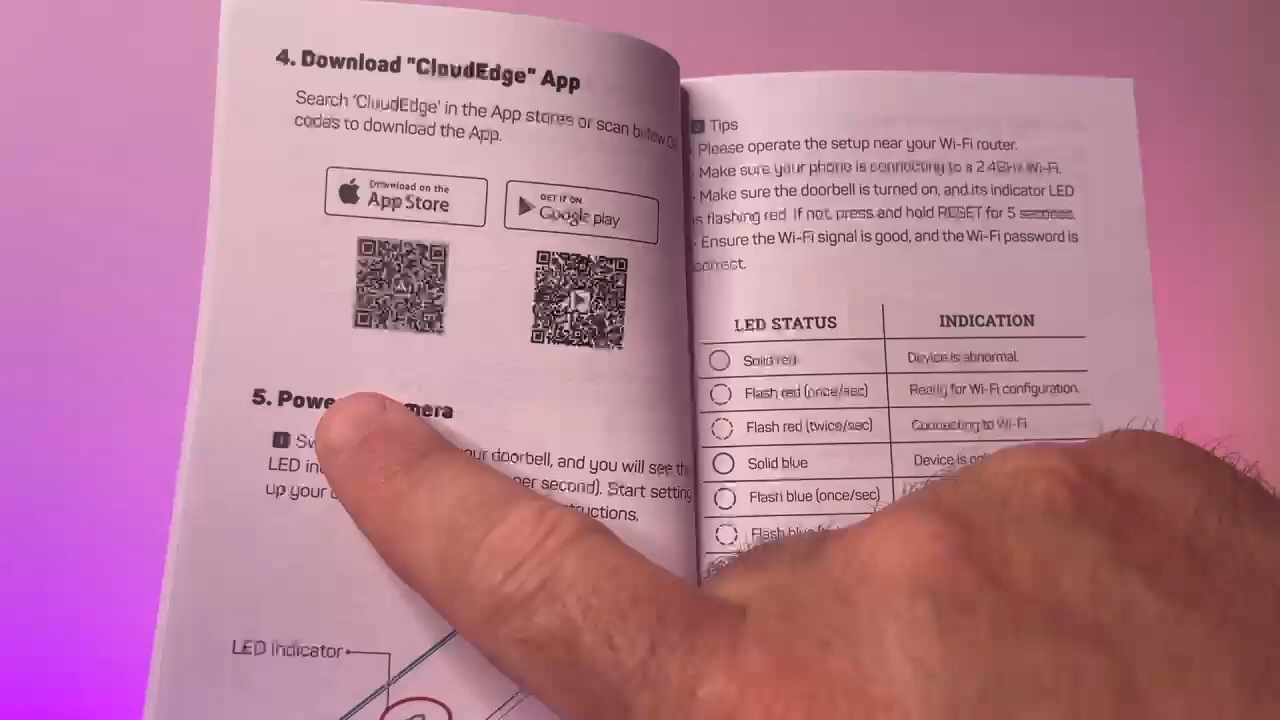 4. Download "CloudEdge" App
Search 'CloudEdge' in the App stores or scan below
codes to download the App.
Download on the
App Store
GET IT ON
Google play
5. Powe mera
1
ur doorbell, and you will see th
LED in per second). Start setting
up your tructions.
LED Indicator
Tips
· Please operate the setup near your Wi-Fi router.
· Make sure your phone is connecting to a 2.4GHz Wi-Fi.
· Make sure the doorbell is turned on, and its indicator LED
is flashing red. If not, press and hold RESET for 5 seconds.
· Ensure the Wi-Fi signal is good, and the Wi-Fi password is
correct.
LED STATUS INDICATION
Solid red Device is abnormal.
Flash red (once/sec) Ready for Wi-Fi configuration.
Flash red (twice/sec) Connecting to Wi-Fi
Solid blue Device is
Flash blue (once/sec)
Flash